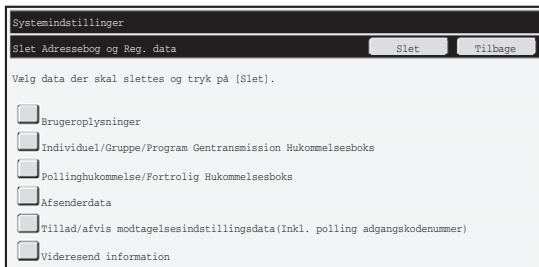 Systemindstillinger
Slet Adressebog og Reg. data Slet Tilbage
Vælg data der skal slettes og tryk på [Slet].
Brugeroplysninger
Individuel/Gruppe/Program Gentransmission Hukommelsesboks
Pollinghukommelse/Fortrolig Hukommelsesboks
Afsenderdata
Tillad/afvis modtagelsesindstillingsdata(Inkl. polling adgangskodenummer)
Videresend information